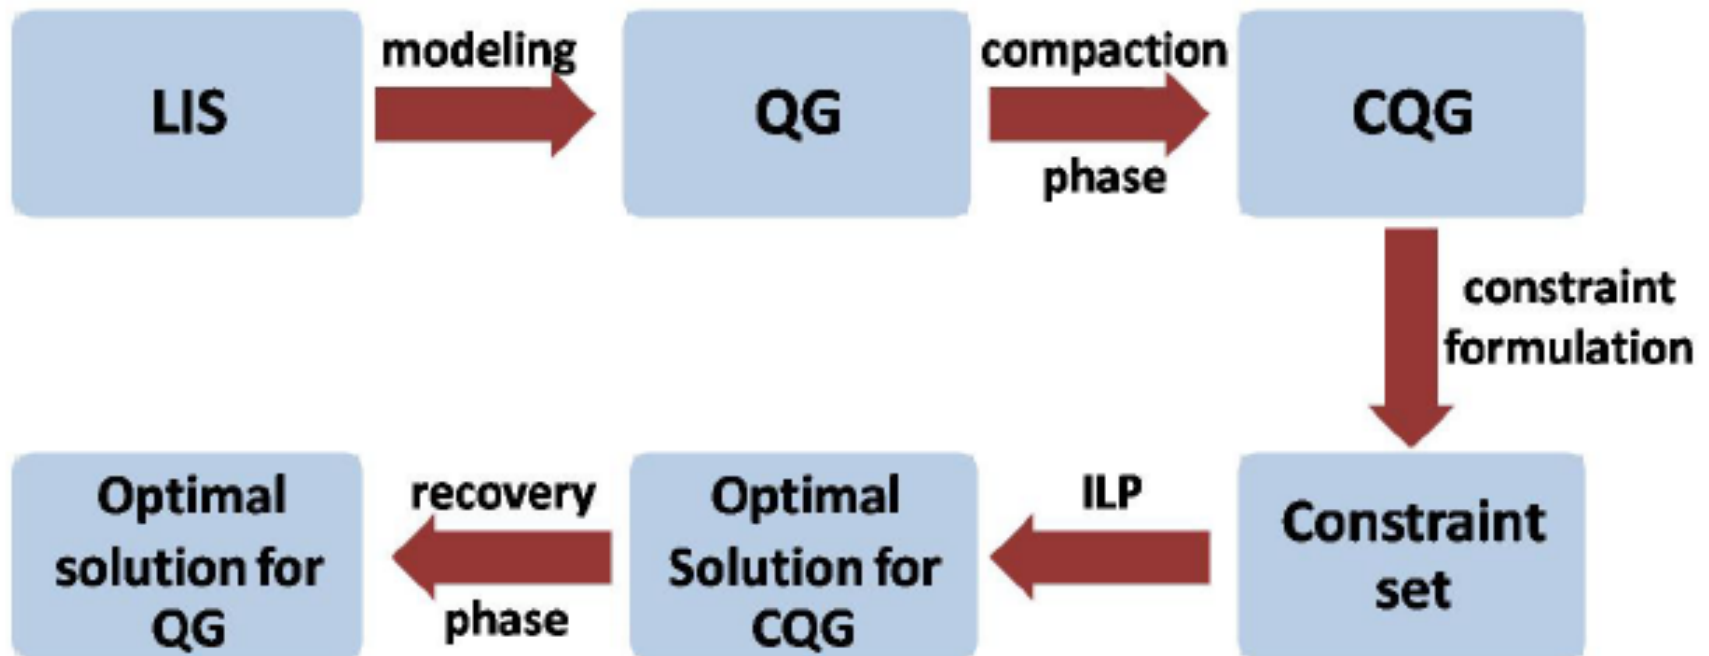 LIS
modeling
QG
compaction
phase
CQG
constraint
formulation
Constraint
set
ILP
Optimal
Solution for
CQG
recovery
phase
Optimal
solution for
QG